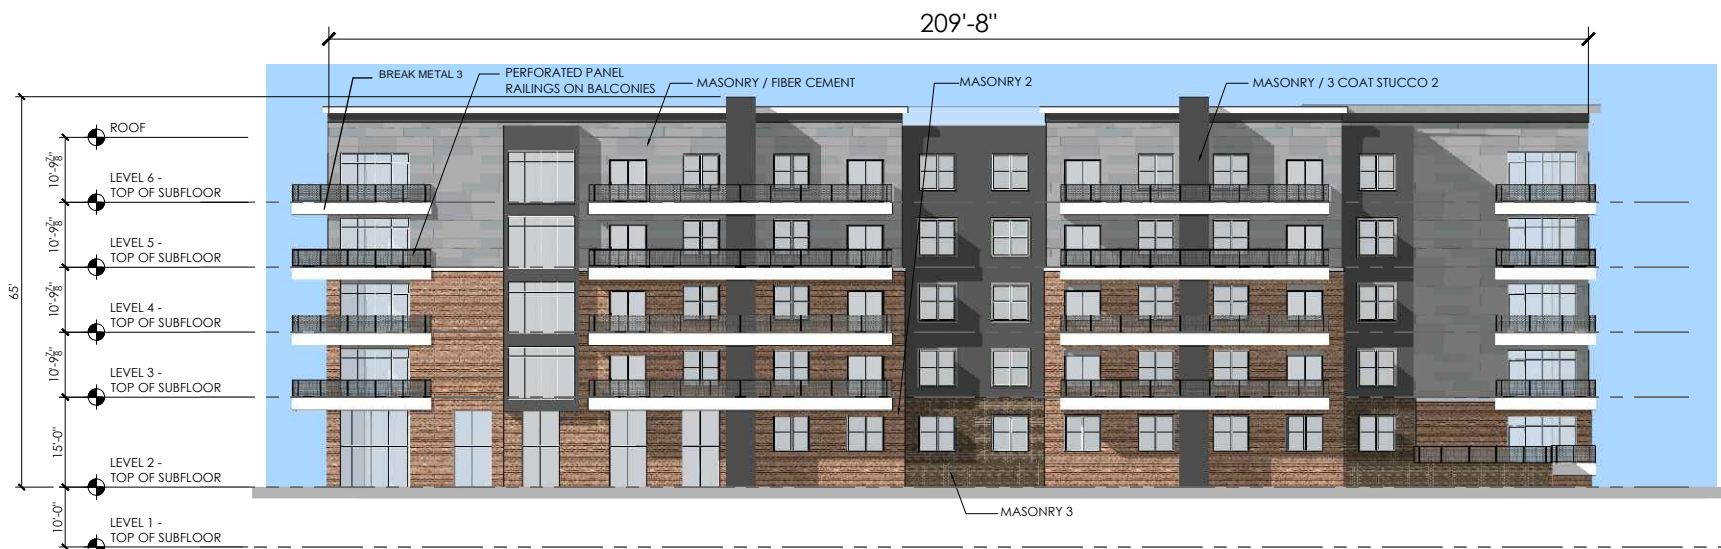 209'-8"
BREAK METAL 3
PERFORATED PANEL
RAILINGS ON BALCONIES
MASONRY / FIBER CEMENT
MASONRY 2
MASONRY / 3 COAT STUCCO 2
ROOF
10'-9⅞"
LEVEL 6 -
TOP OF SUBFLOOR
10'-9⅞"
LEVEL 5 -
TOP OF SUBFLOOR
65'
10'-9⅞"
LEVEL 4 -
TOP OF SUBFLOOR
10'-9⅞"
LEVEL 3 -
TOP OF SUBFLOOR
15'-0"
LEVEL 2 -
TOP OF SUBFLOOR
MASONRY 3
10'-0"
LEVEL 1 -
TOP OF SUBFLOOR